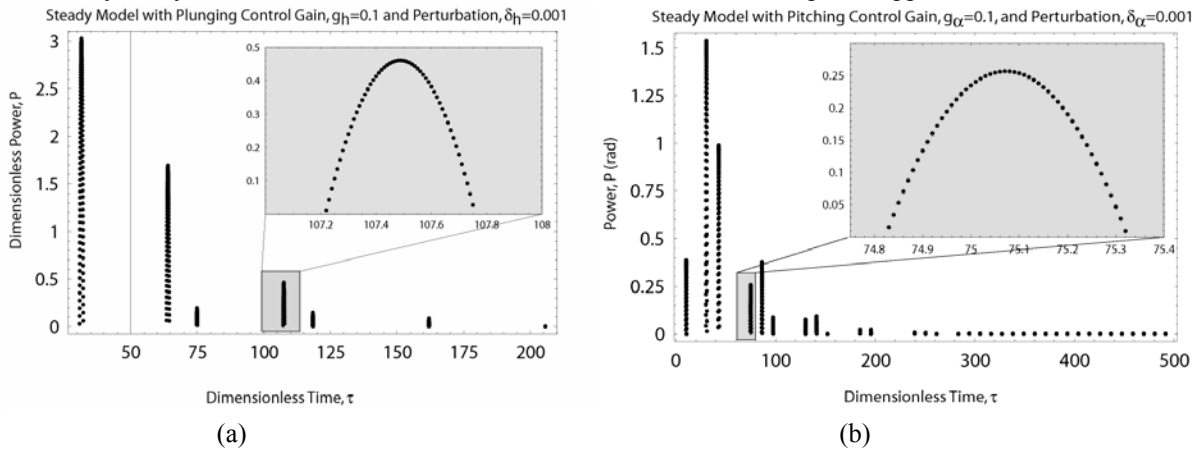 Steady Model with Plunging Control Gain, gh=0.1 and Perturbation, δh=0.001
3
2.5
2
1.5
1
0.5
0
Dimensionless Power, P
0.5
0.4
0.3
0.2
0.1
107.2 107.4 107.6 107.8 108
50 100 125 150 175 200
Dimensionless Time, τ
(a)
Steady Model with Pitching Control Gain, gα=0.1, and Perturbation, δα=0.001
1.5
1.25
1
0.75
0.5
0.25
0
Power, P (rad)
0.25
0.2
0.15
0.1
0.05
74.8 74.9 75 75.1 75.2 75.3 75.4
0 100 200 300 400 500
Dimensionless Time, τ
(b)